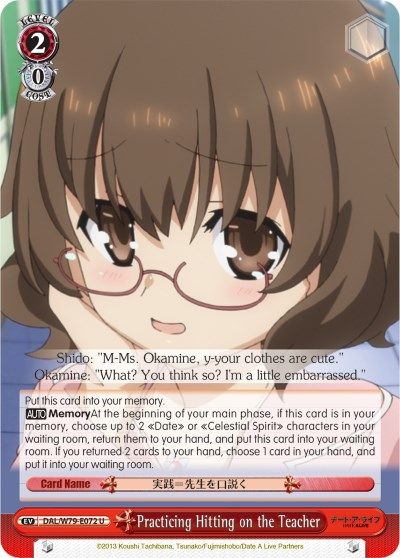 LEVEL
2
0
COST
Shido: "M-Ms. Okamine, y-your clothes are cute."
Okamine: "What? You think so? I'm a little embarrassed."
Put this card into your memory.
AUTO Memory At the beginning of your main phase, if this card is in your
memory, choose up to 2 «Date» or «Celestial Spirit» characters in your
waiting room, return them to your hand, and put this card into your waiting
room. If you returned 2 cards to your hand, choose 1 card in your hand, and
put it into your waiting room.
Card Name 実践=先生を口説く
EV DAL/W79-E072 U Practicing Hitting on the Teacher デート・ア・ライブ
DATE A LIVE
©2013 Koushi Tachibana, Tsunako/Fujimishobo/Date A Live Partners